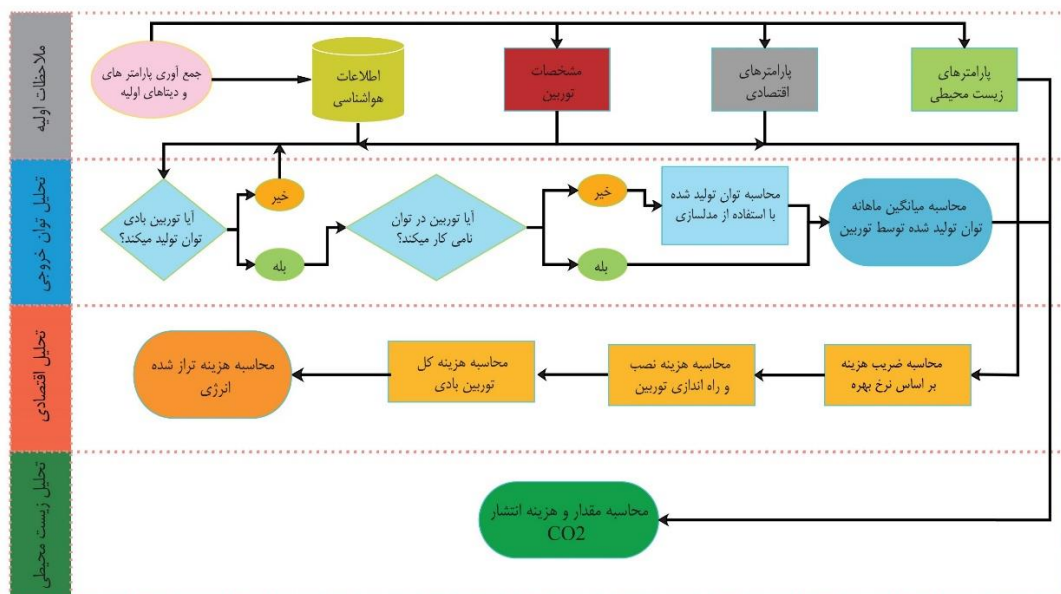 ملاحظات اولیه
جمع آوری پارامتر های
و دیتاهای اولیه
اطلاعات
هواشناسی
مشخصات
توربین
پارامترهای
اقتصادی
پارامترهای
زیست محیطی
تحلیل توان خروجی
آیا توربین بادی
توان تولید میکند؟
خیر
بله
آیا توربین در توان
نامی کار میکند؟
خیر
بله
محاسبه توان تولید شده
با استفاده از مدلسازی
محاسبه میانگین ماهانه
توان تولید شده توسط توربین
تحلیل اقتصادی
محاسبه ضریب هزینه
بر اساس نرخ بهره
محاسبه هزینه نصب
و راه اندازی توربین
محاسبه هزینه کل
توربین بادی
محاسبه هزینه تراز شده
انرژی
تحلیل زیست محیطی
محاسبه مقدار و هزینه انتشار
CO2